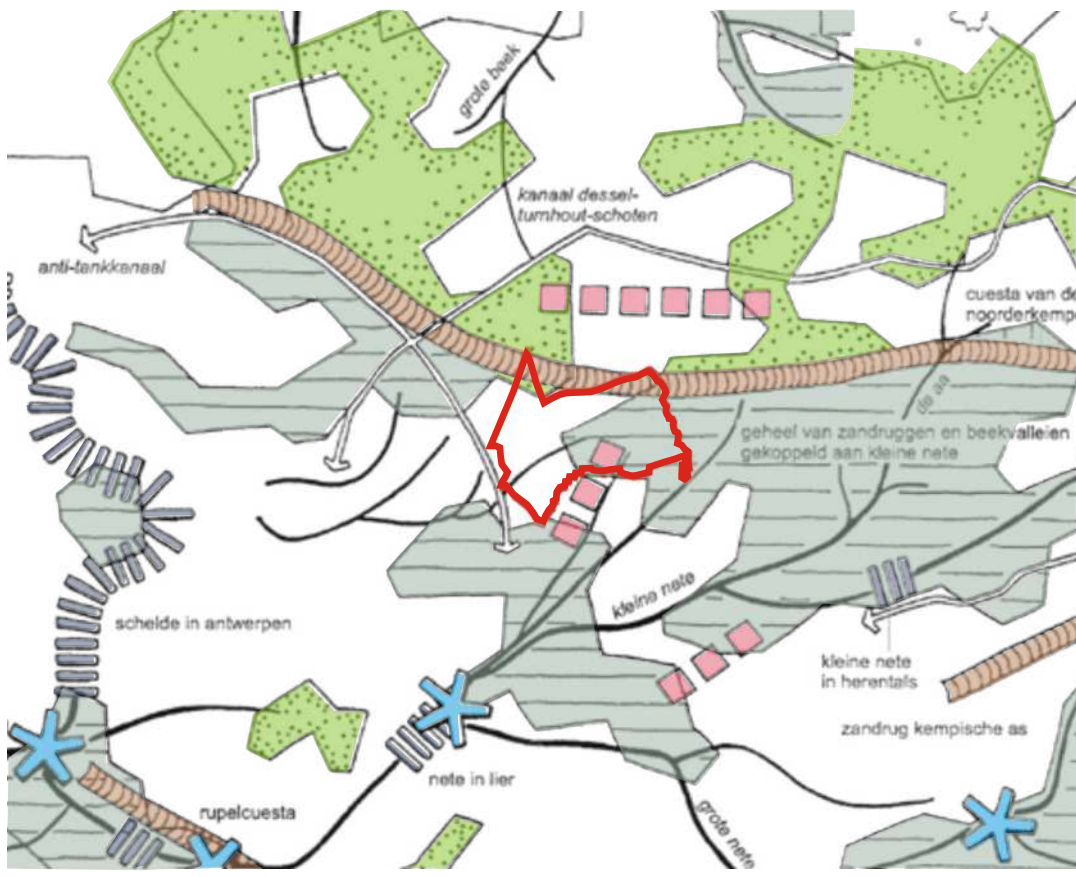 grote beek
kanaal dessel-
turnhout-schoten
anti-tankkanaal
cuesta van de
noorderkempe
de aa
geheel van zandruggen en beekvalleien
gekoppeld aan kleine nete
kleine nete
schelde in antwerpen
kleine nete
in herentals
zandrug kempische as
nete in lier
rupelcuesta
grote nete